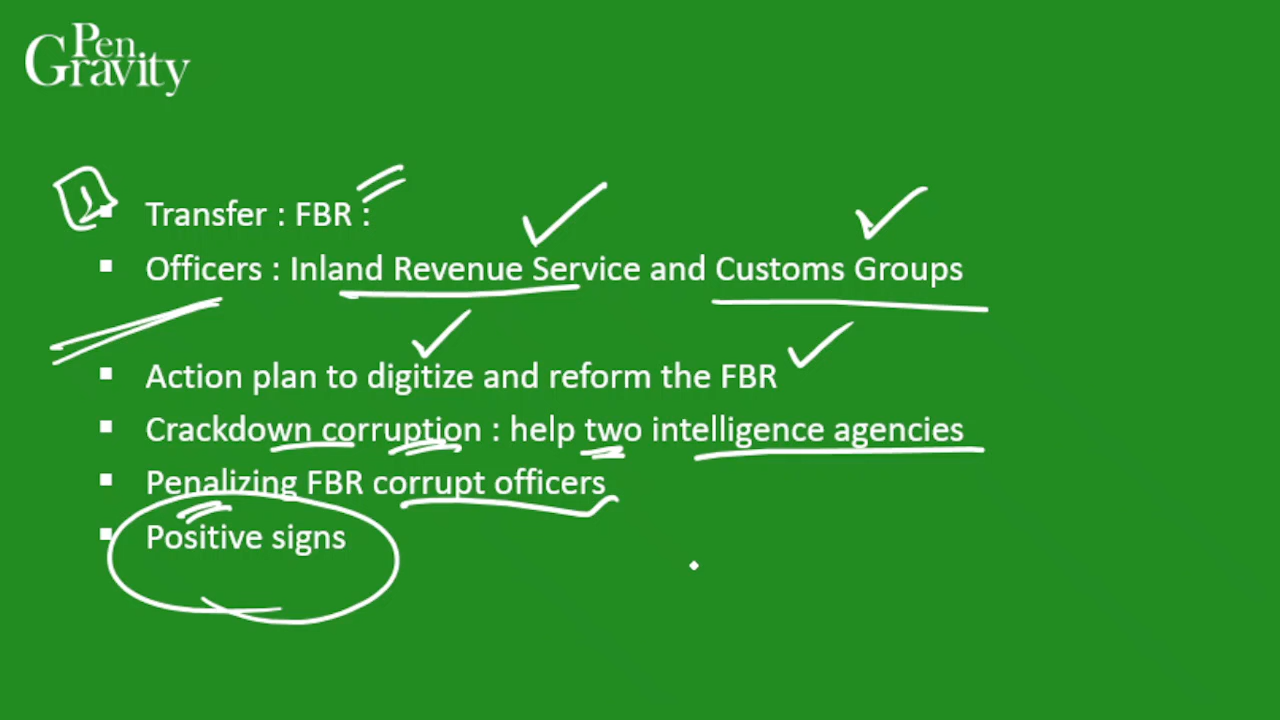 Pen
Gravity
▪ Transfer : FBR :
▪ Officers : Inland Revenue Service and Customs Groups
▪ Action plan to digitize and reform the FBR
▪ Crackdown corruption : help two intelligence agencies
▪ Penalizing FBR corrupt officers
▪ Positive signs